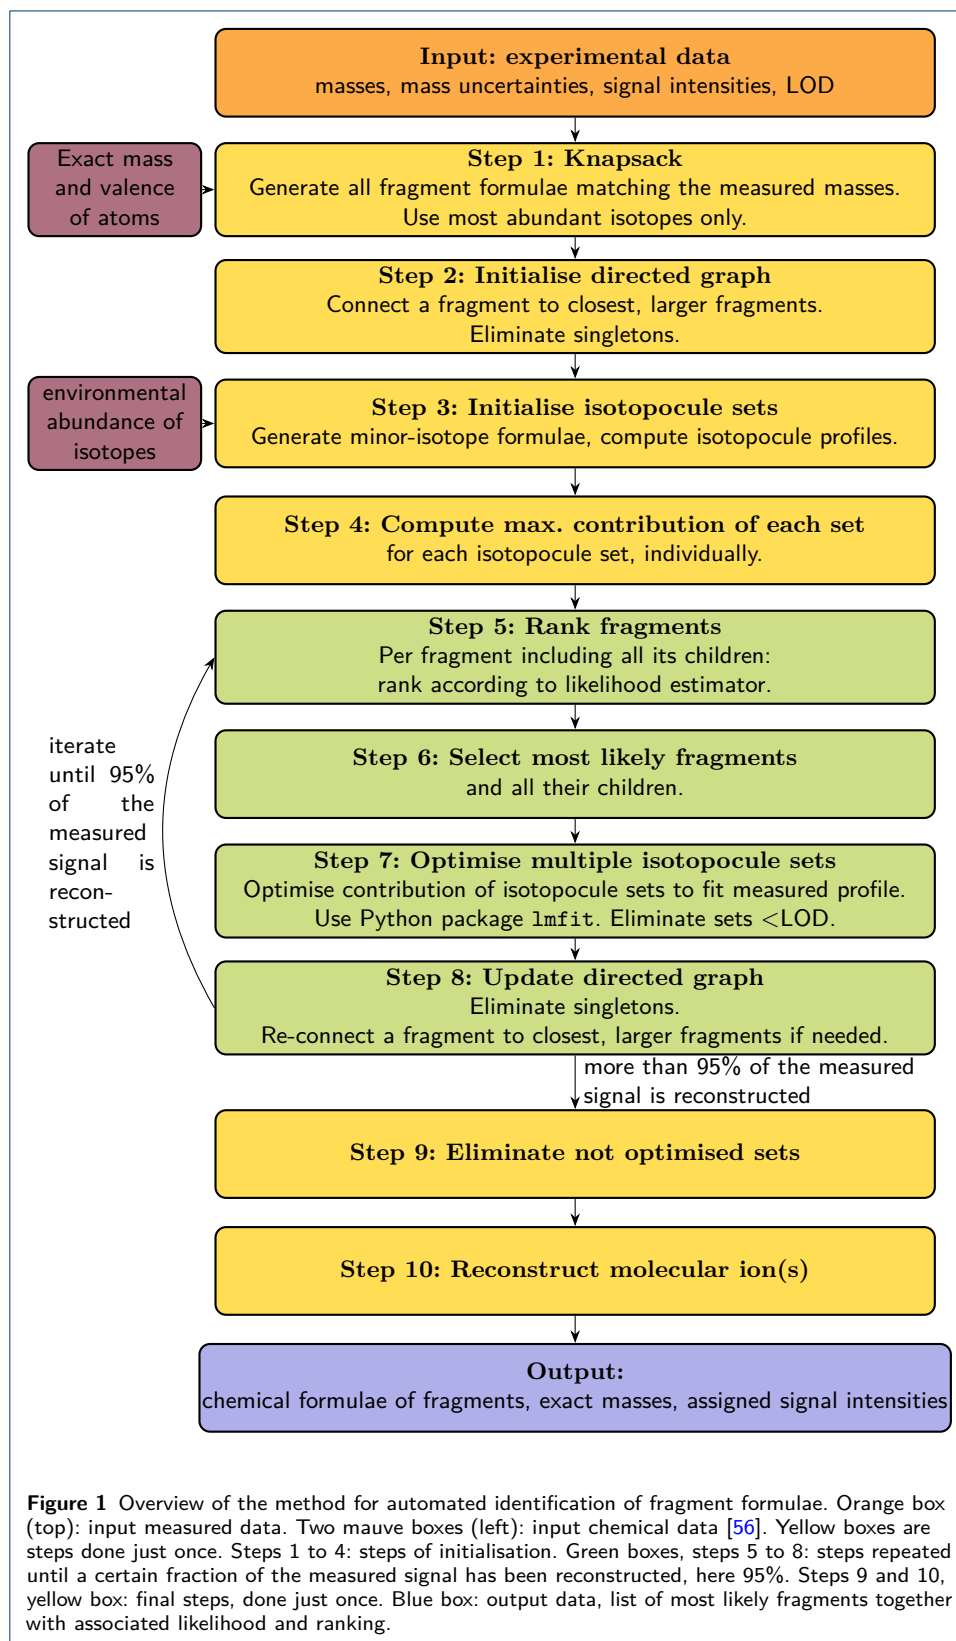 Input: experimental data
masses, mass uncertainties, signal intensities, LOD
Exact mass
and valence
of atoms
Step 1: Knapsack
Generate all fragment formulae matching the measured masses.
Use most abundant isotopes only.
Step 2: Initialise directed graph
Connect a fragment to closest, larger fragments.
Eliminate singletons.
environmental
abundance of
isotopes
Step 3: Initialise isotopocule sets
Generate minor-isotope formulae, compute isotopocule profiles.
Step 4: Compute max. contribution of each set
for each isotopocule set, individually.
Step 5: Rank fragments
Per fragment including all its children:
rank according to likelihood estimator.
iterate
until 95%
of the
measured
signal is
recon-
structed
Step 6: Select most likely fragments
and all their children.
Step 7: Optimise multiple isotopocule sets
Optimise contribution of isotopocule sets to fit measured profile.
Use Python package lmfit. Eliminate sets <LOD.
Step 8: Update directed graph
Eliminate singletons.
Re-connect a fragment to closest, larger fragments if needed.
more than 95% of the measured
signal is reconstructed
Step 9: Eliminate not optimised sets
Step 10: Reconstruct molecular ion(s)
Output:
chemical formulae of fragments, exact masses, assigned signal intensities
Figure 1 Overview of the method for automated identification of fragment formulae. Orange box
(top): input measured data. Two mauve boxes (left): input chemical data [56]. Yellow boxes are
steps done just once. Steps 1 to 4: steps of initialisation. Green boxes, steps 5 to 8: steps repeated
until a certain fraction of the measured signal has been reconstructed, here 95%. Steps 9 and 10,
yellow box: final steps, done just once. Blue box: output data, list of most likely fragments together
with associated likelihood and ranking.